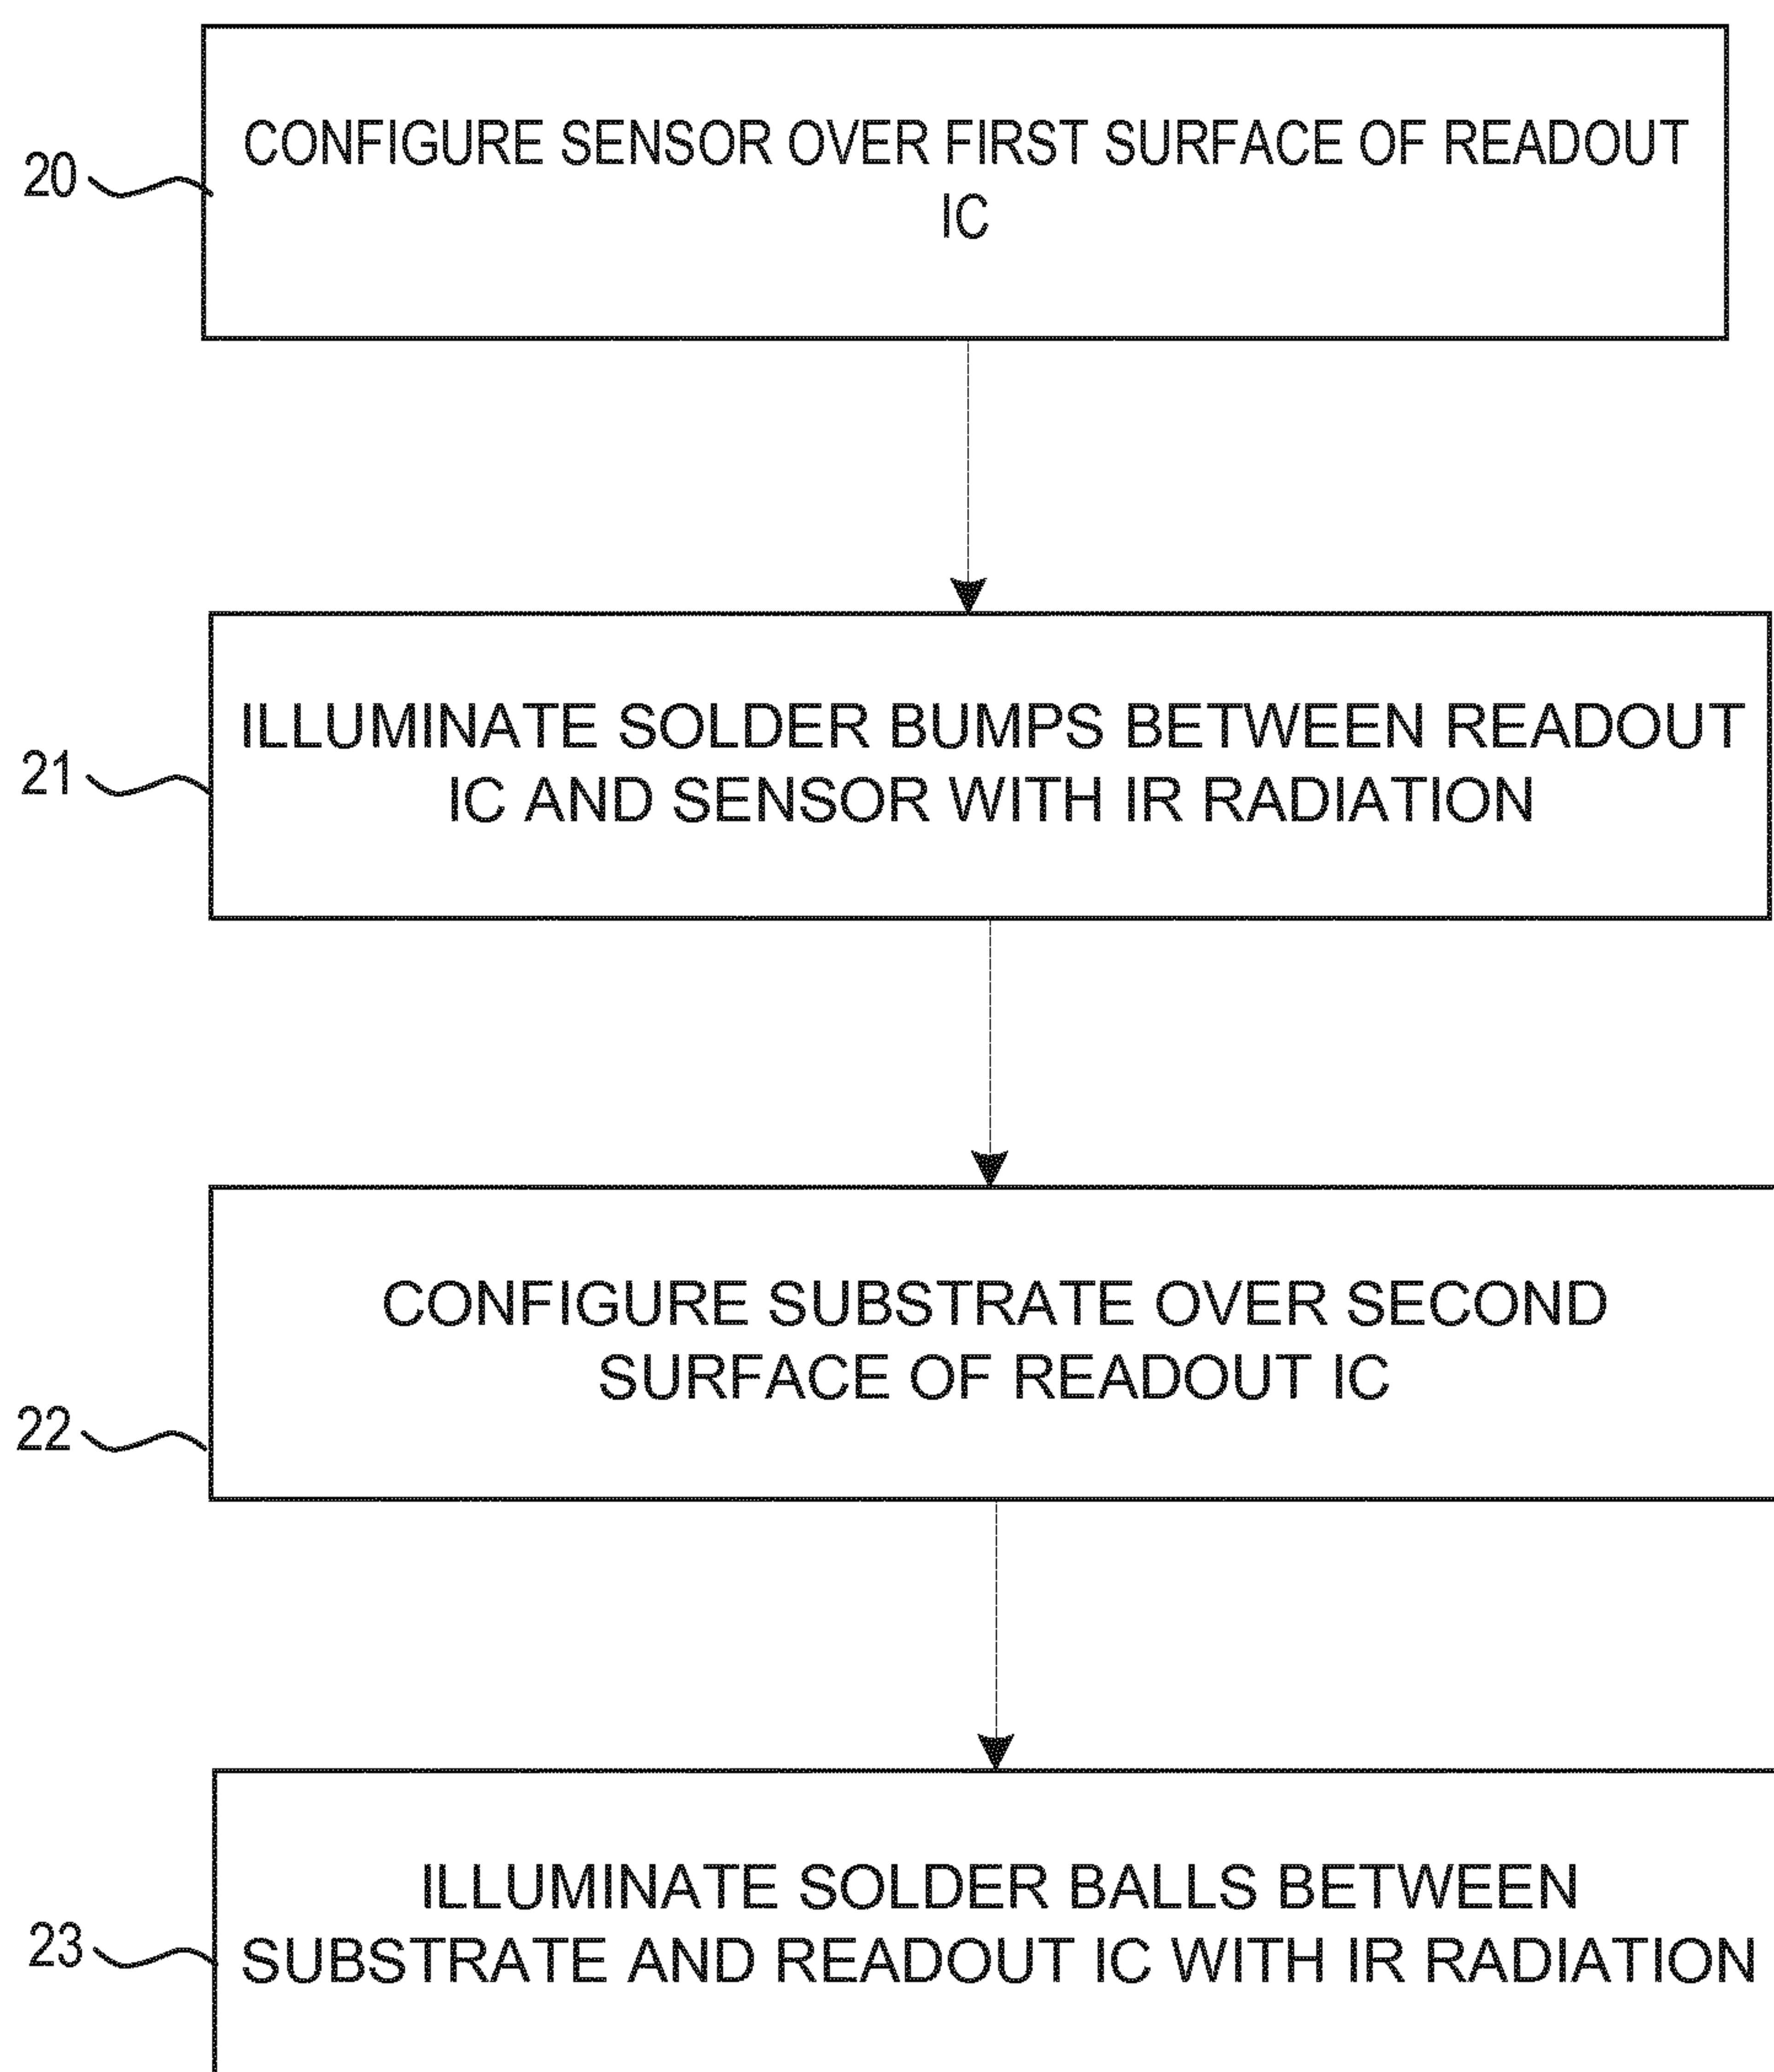 CONFIGURE SENSOR OVER FIRST SURFACE OF READOUT
IC
20
ILLUMINATE SOLDER BUMPS BETWEEN READOUT
IC AND SENSOR WITH IR RADIATION
21
CONFIGURE SUBSTRATE OVER SECOND
SURFACE OF READOUT IC
22
ILLUMINATE SOLDER BALLS BETWEEN
SUBSTRATE AND READOUT IC WITH IR RADIATION
23